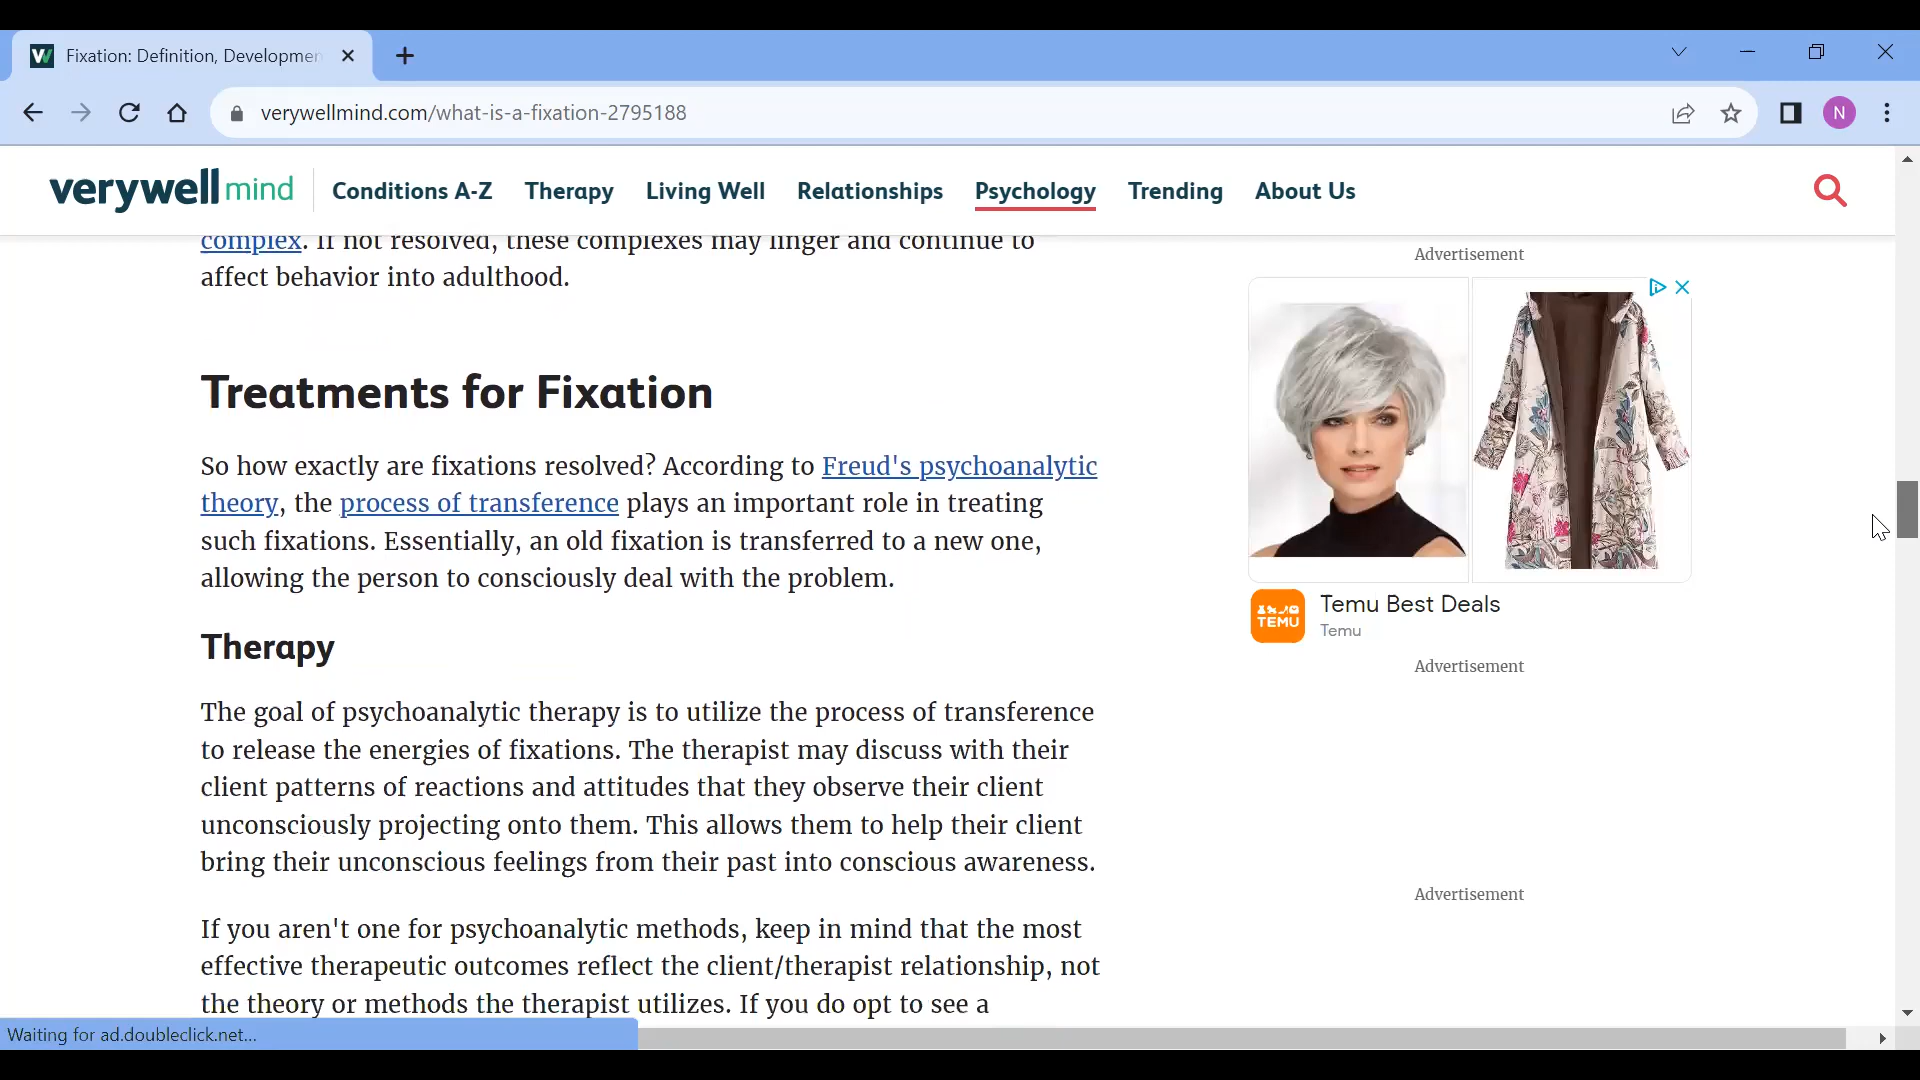 Fixation: Definition, Developmen
verywellmind.com/what-is-a-fixation-2795188
N
verywell mind
Conditions A-Z
Therapy
Living Well
Relationships
Psychology
Trending
About Us
complex. If not resolved, these complexes may linger and continue to
affect behavior into adulthood.
Treatments for Fixation
So how exactly are fixations resolved? According to Freud's psychoanalytic
theory, the process of transference plays an important role in treating
such fixations. Essentially, an old fixation is transferred to a new one,
allowing the person to consciously deal with the problem.
Therapy
The goal of psychoanalytic therapy is to utilize the process of transference
to release the energies of fixations. The therapist may discuss with their
client patterns of reactions and attitudes that they observe their client
unconsciously projecting onto them. This allows them to help their client
bring their unconscious feelings from their past into conscious awareness.
If you aren't one for psychoanalytic methods, keep in mind that the most
effective therapeutic outcomes reflect the client/therapist relationship, not
the theory or methods the therapist utilizes. If you do opt to see a
Advertisement
TEMU
Temu Best Deals
Temu
Advertisement
Advertisement
Waiting for ad.doubleclick.net...